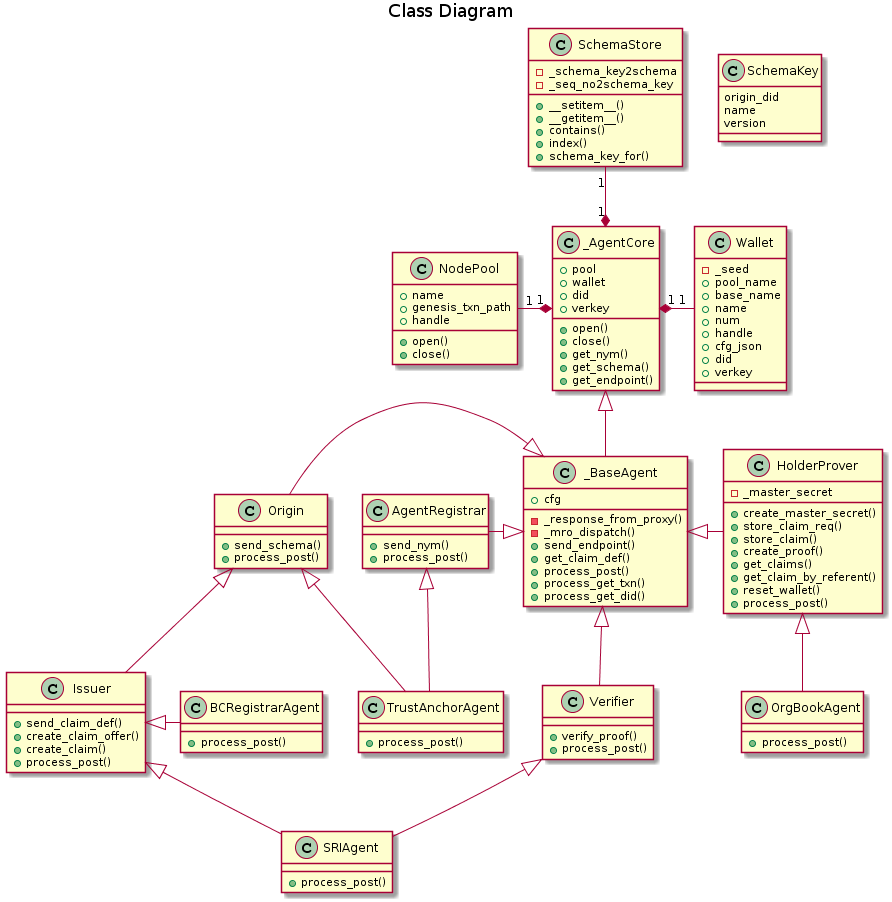 Class Diagram
C SchemaStore
_schema_key2schema
_seq_no2schema_key
__setitem__()
__getitem__()
contains()
index()
schema_key_for()
C SchemaKey
origin_did
name
version
1
1
C NodePool
name
genesis_txn_path
handle
open()
close()
1 1
C _AgentCore
pool
wallet
did
verkey
open()
close()
get_nym()
get_schema()
get_endpoint()
1 1
C Wallet
_seed
pool_name
base_name
name
num
handle
cfg_json
did
verkey
C Origin
send_schema()
process_post()
C AgentRegistrar
send_nym()
process_post()
C _BaseAgent
cfg
_response_from_proxy()
_mro_dispatch()
send_endpoint()
get_claim_def()
process_post()
process_get_txn()
process_get_did()
C HolderProver
_master_secret
create_master_secret()
store_claim_req()
store_claim()
create_proof()
get_claims()
get_claim_by_referent()
reset_wallet()
process_post()
C Issuer
send_claim_def()
create_claim_offer()
create_claim()
process_post()
C BCRegistrarAgent
process_post()
C TrustAnchorAgent
process_post()
C Verifier
verify_proof()
process_post()
C OrgBookAgent
process_post()
C SRIAgent
process_post()